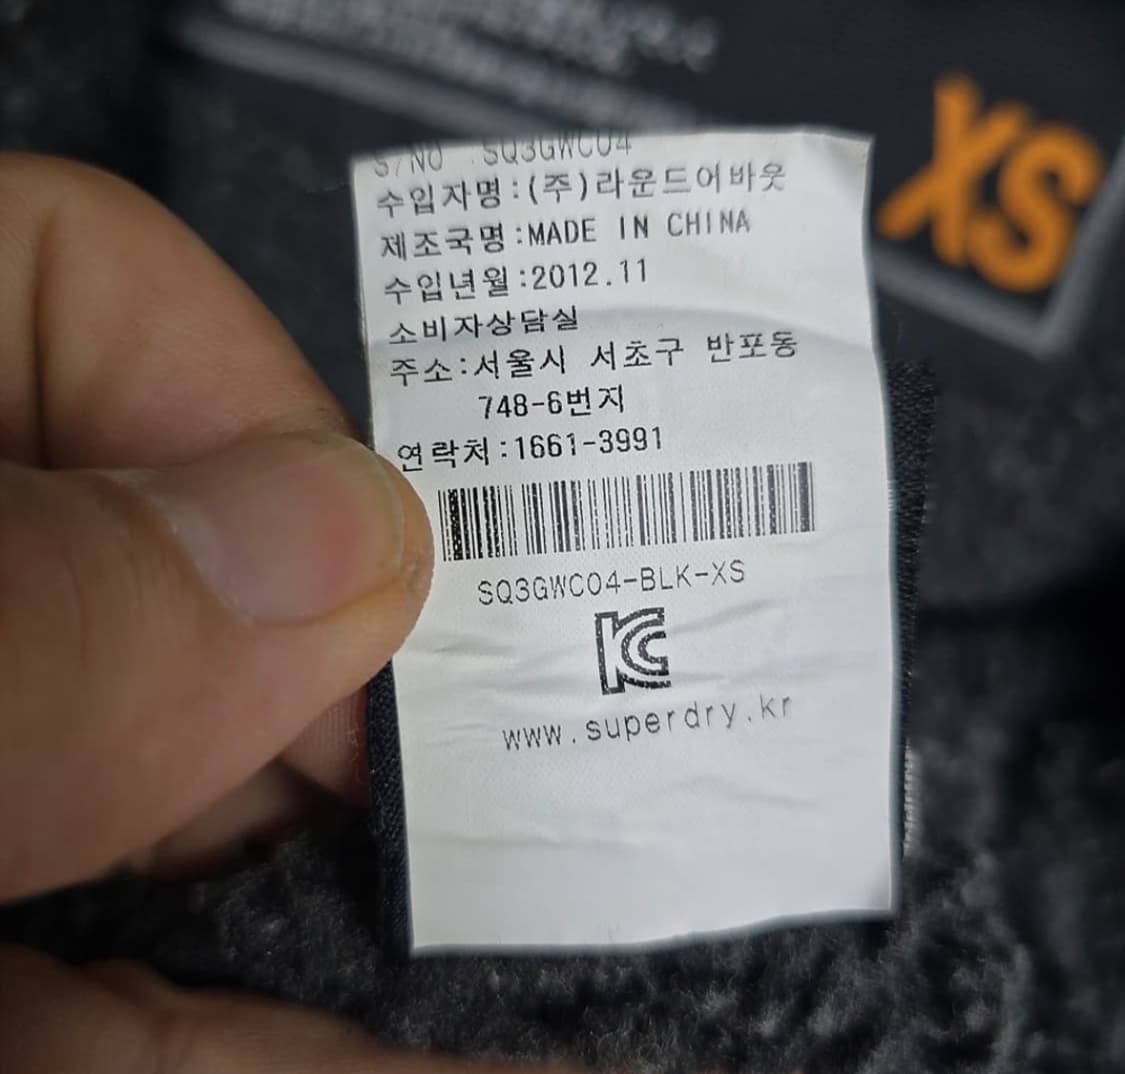 S/NO .SQ3GWC04
수입자명:(주)라운드어바웃
제조국명:MADE IN CHINA
수입년월:2012.11
소비자상담실
주소:서울시 서초구 반포동
748-6번지
연락처:1661-3991
SQ3GWC04-BLK-XS
KC
www.superdry.kr
XS